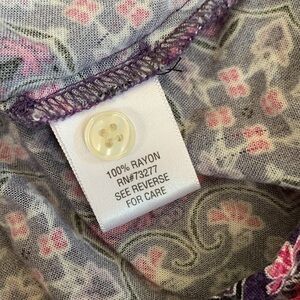 100% RAYON
RN#73277
SEE REVERSE
FOR CARE